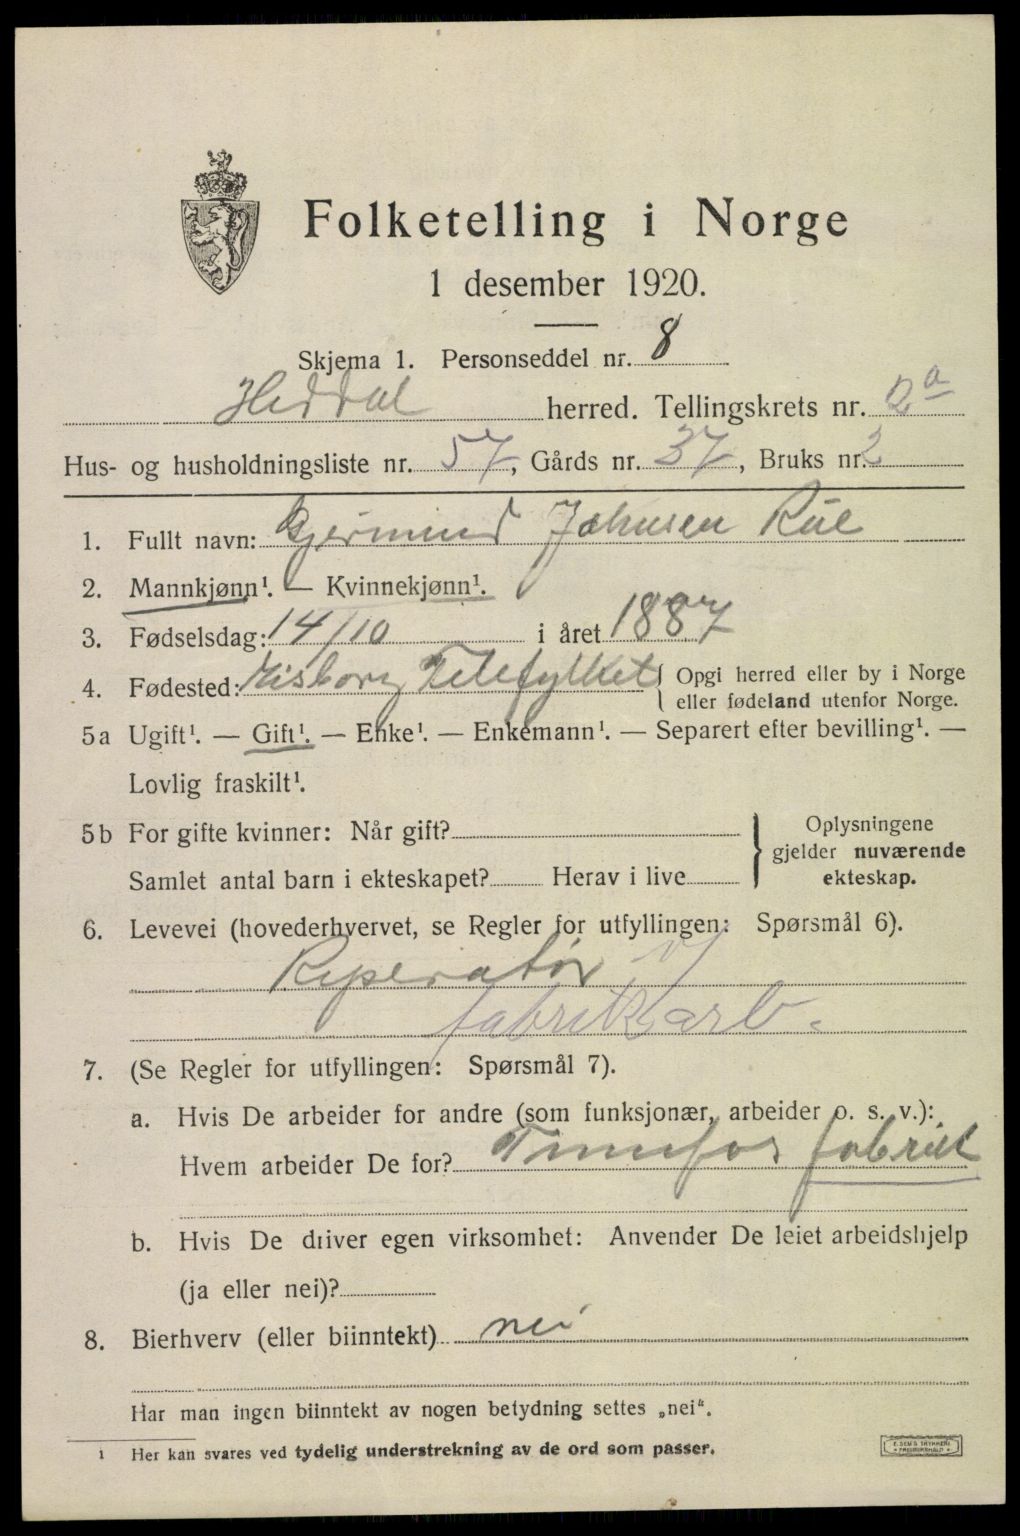 Folketelling i Norge
1 desember 1920.
Skjema 1. Personseddel nr. 8
Heddal herred. Tellingskrets nr. 2a
Hus- og husholdningsliste nr. 57, Gårds nr. 37, Bruks nr. 2
1. Fullt navn: Gjermund Johnsen Rue
2. Mannkjønn¹. — Kvinnekjønn¹.
3. Fødselsdag: 14/10 i året 1887
4. Fødested: Telefylket { Opgi herred eller by i Norge
eller fødeland utenfor Norge.
5a Ugift¹. — Gift¹. — Enke¹. — Enkemann¹. — Separert efter bevilling¹. —
Lovlig fraskilt¹.
5b For gifte kvinner: Når gift?
Samlet antal barn i ekteskapet? Herav i live
} Oplysningene
gjelder nuværende
ekteskap.
6. Levevei (hovederhvervet, se Regler for utfyllingen: Spørsmål 6).
Reperatør v/
fabrikkarb.
7. (Se Regler for utfyllingen: Spørsmål 7).
a. Hvis De arbeider for andre (som funksjonær, arbeider o. s. v.):
Hvem arbeider De for? Tinnfos fabrik
b. Hvis De driver egen virksomhet: Anvender De leiet arbeidshjelp
(ja eller nei)?
8. Bierhverv (eller biinntekt) nei
Har man ingen biinntekt av nogen betydning settes „nei“.
¹ Her kan svares ved tydelig understrekning av de ord som passer.
E. SEM'S TRYKKERI
FREDRIKSHALD